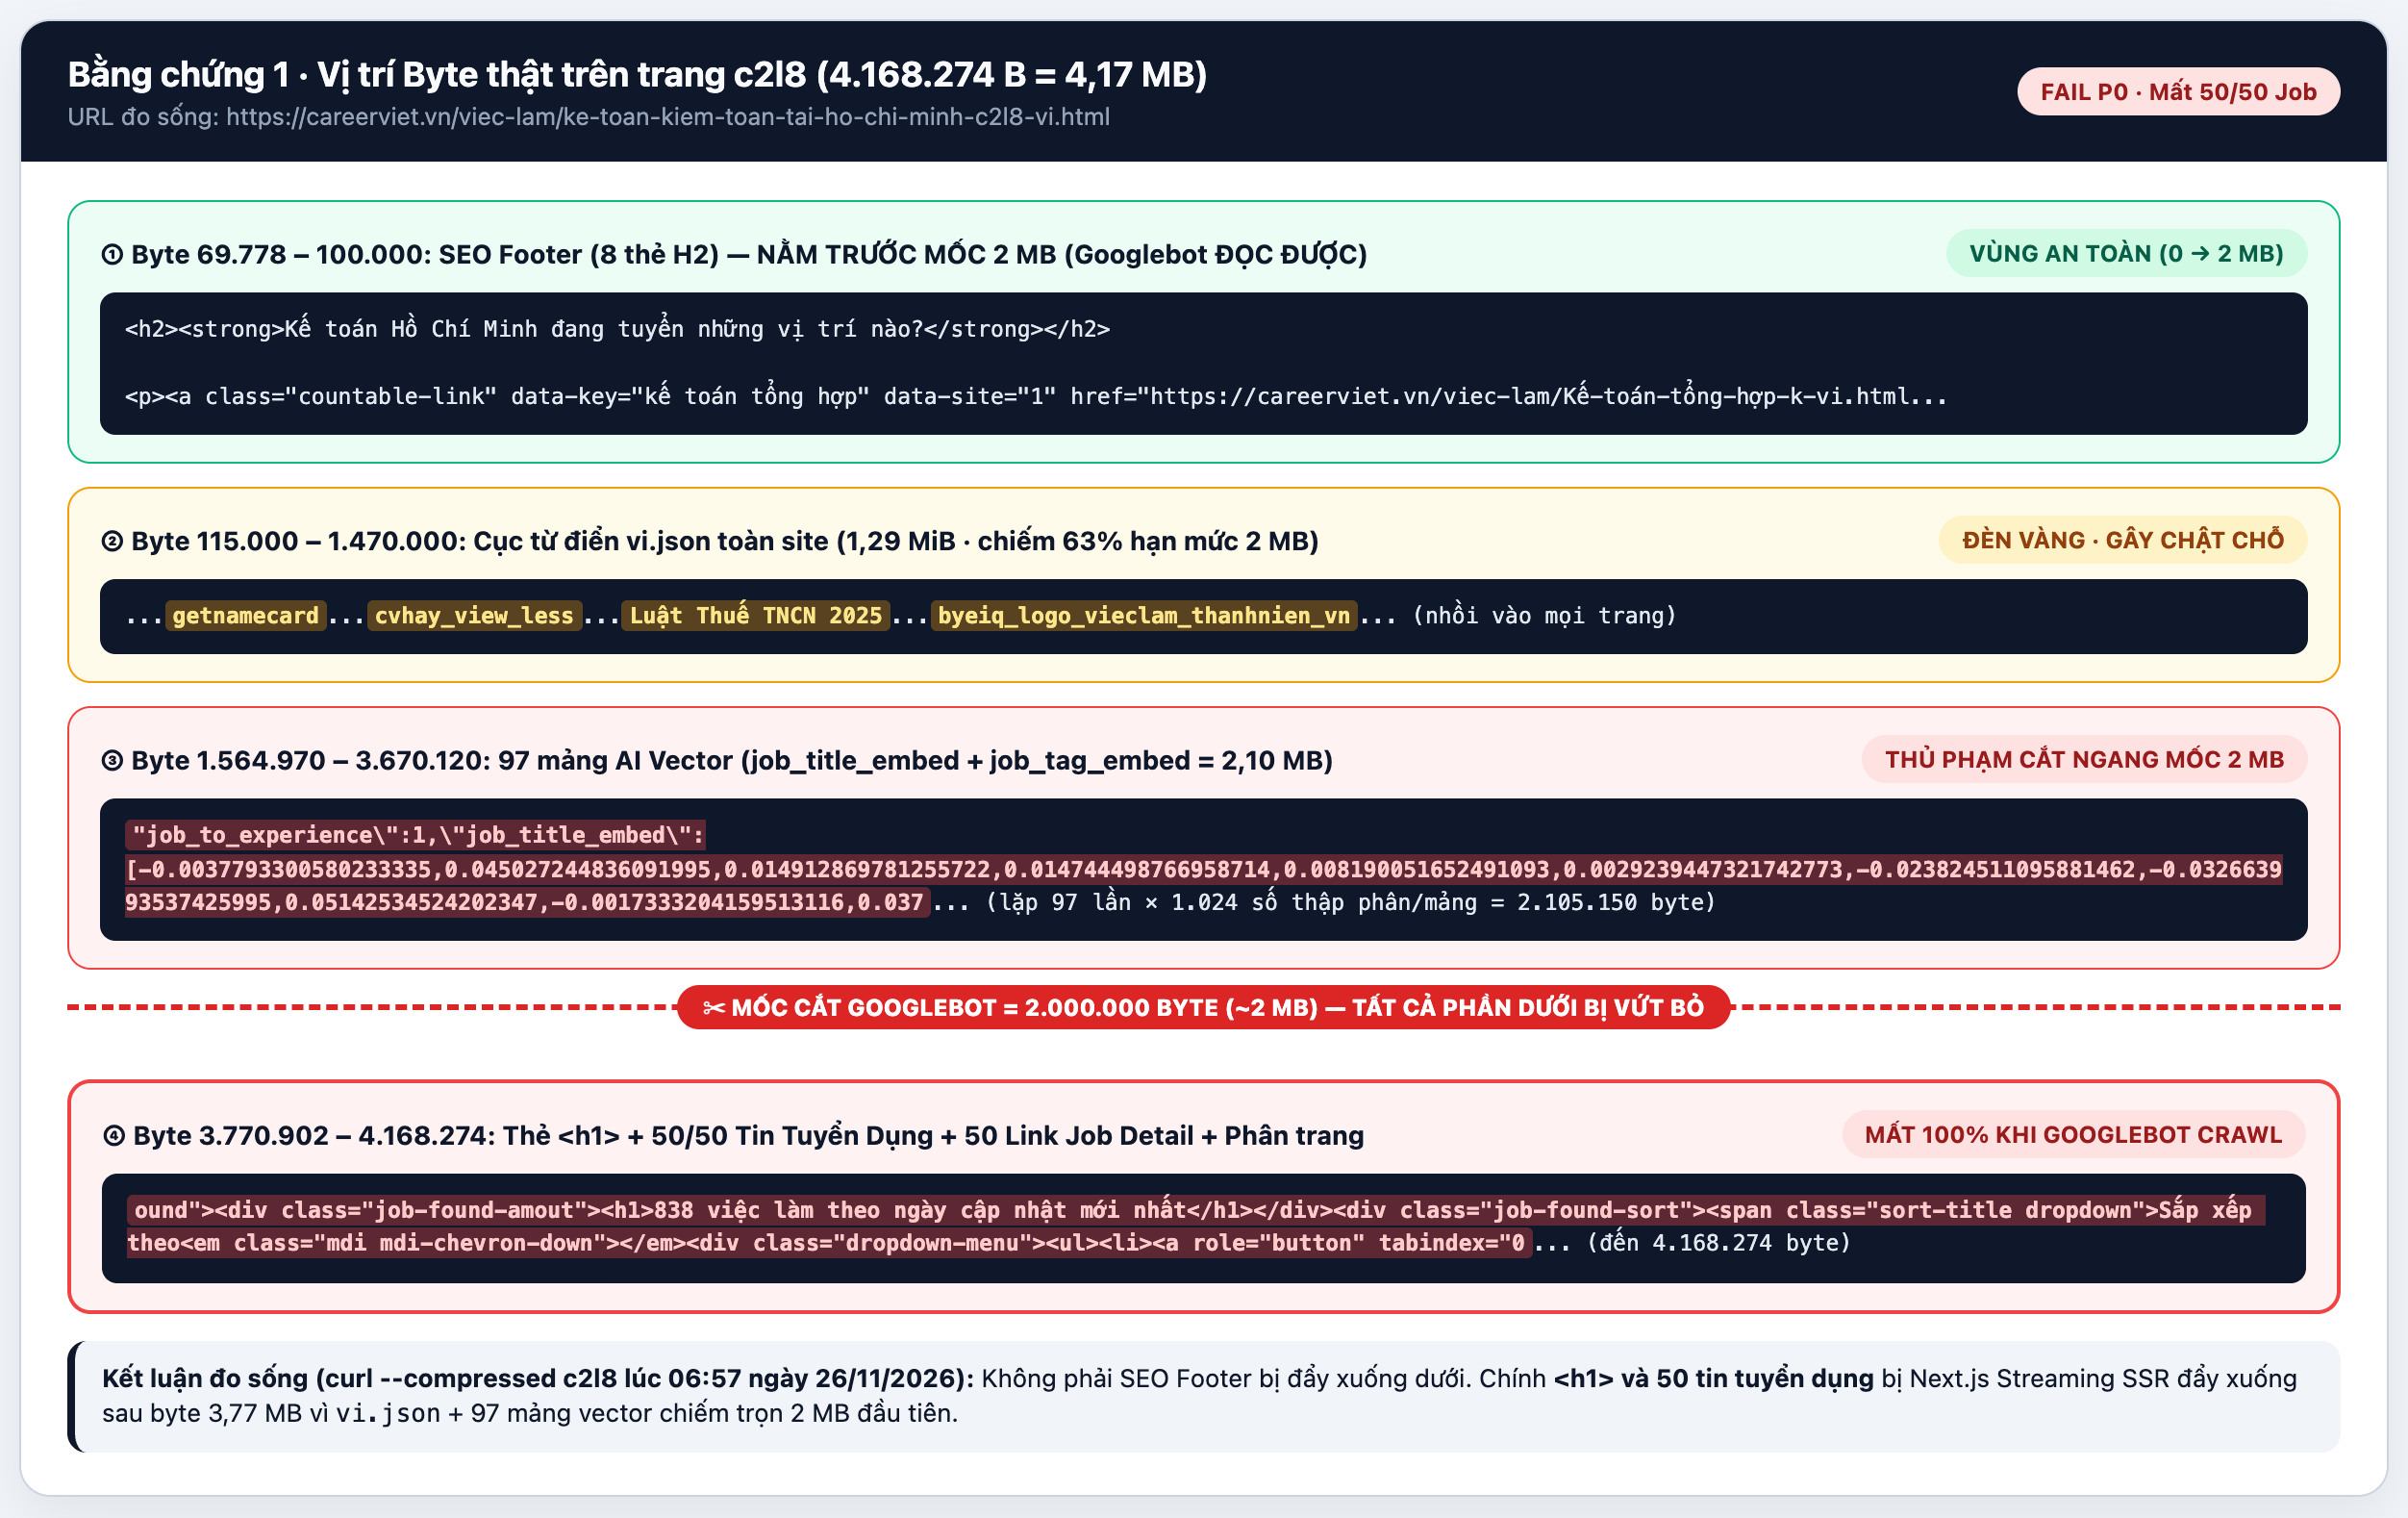 Bằng chứng 1 · Vị trí Byte thật trên trang c2l8 (4.168.274 B = 4,17 MB)
URL đo sống: https://careerviet.vn/viec-lam/ke-toan-kiem-toan-tai-ho-chi-minh-c2l8-vi.html
FAIL P0 · Mất 50/50 Job
① Byte 69.778 – 100.000: SEO Footer (8 thẻ H2) — NẰM TRƯỚC MỐC 2 MB (Googlebot ĐỌC ĐƯỢC)
VÙNG AN TOÀN (0 → 2 MB)
<h2><strong>Kế toán Hồ Chí Minh đang tuyển những vị trí nào?</strong></h2>
<p><a class="countable-link" data-key="kế toán tổng hợp" data-site="1" href="https://careerviet.vn/viec-lam/Kế-toán-tổng-hợp-k-vi.html...
② Byte 115.000 – 1.470.000: Cục từ điển vi.json toàn site (1,29 MiB · chiếm 63% hạn mức 2 MB)
ĐÈN VÀNG · GÂY CHẬT CHỖ
...getnamecard...cvhay_view_less...Luật Thuế TNCN 2025...byeiq_logo_vieclam_thanhnien_vn... (nhồi vào mọi trang)
③ Byte 1.564.970 – 3.670.120: 97 mảng AI Vector (job_title_embed + job_tag_embed = 2,10 MB)
THỦ PHẠM CẮT NGANG MỐC 2 MB
"job_to_experience\":1,\"job_title_embed\":
[-0.0037793300580233335,0.045027244836091995,0.014912869781255722,0.014744498766958714,0.008190051652491093,0.0029239447321742773,-0.023824511095881462,-0.0326639
93537425995,0.05142534524202347,-0.0017333204159513116,0.037... (lặp 97 lần × 1.024 số thập phân/mảng = 2.105.150 byte)
✂ MỐC CẮT GOOGLEBOT = 2.000.000 BYTE (~2 MB) — TẤT CẢ PHẦN DƯỚI BỊ VỨT BỎ
④ Byte 3.770.902 – 4.168.274: Thẻ <h1> + 50/50 Tin Tuyển Dụng + 50 Link Job Detail + Phân trang
MẤT 100% KHI GOOGLEBOT CRAWL
ound"><div class="job-found-amout"><h1>838 việc làm theo ngày cập nhật mới nhất</h1></div><div class="job-found-sort"><span class="sort-title dropdown">Sắp xếp
theo<em class="mdi mdi-chevron-down"></em><div class="dropdown-menu"><ul><li><a role="button" tabindex="0... (đến 4.168.274 byte)
Kết luận đo sống (curl --compressed c2l8 lúc 06:57 ngày 26/11/2026): Không phải SEO Footer bị đẩy xuống dưới. Chính <h1> và 50 tin tuyển dụng bị Next.js Streaming SSR đẩy xuống
sau byte 3,77 MB vì vi.json + 97 mảng vector chiếm trọn 2 MB đầu tiên.